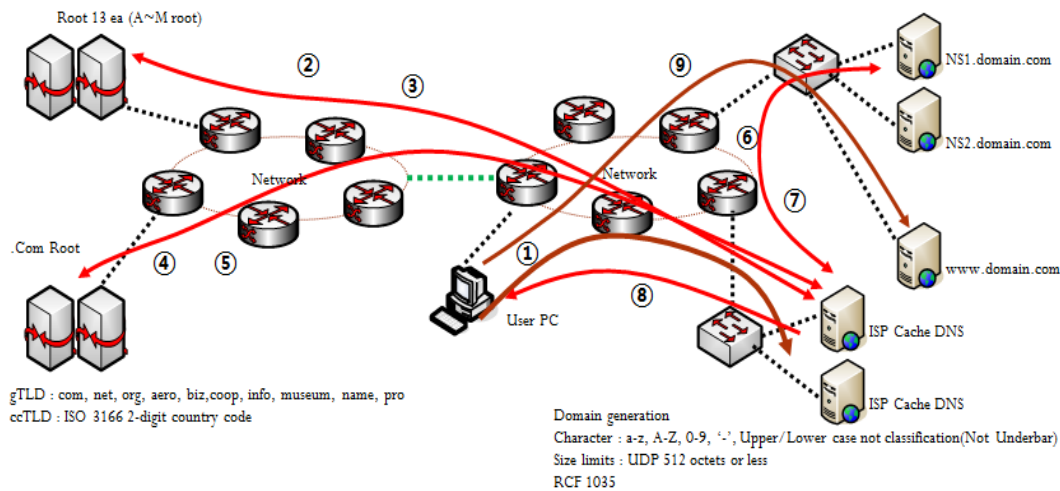 Root 13 ea (A~M root)
②
③
⑨
NS1.domain.com
⑥
NS2.domain.com
Network
Network
⑦
.Com Root
④
⑤
①
www.domain.com
⑧
User PC
ISP Cache DNS
ISP Cache DNS
gTLD : com, net, org, aero, biz,coop, info, museum, name, pro
ccTLD : ISO 3166 2-digit country code
Domain generation
Character : a-z, A-Z, 0-9, ‘-’, Upper/Lower case not classification(Not Underbar)
Size limits : UDP 512 octets or less
RCF 1035